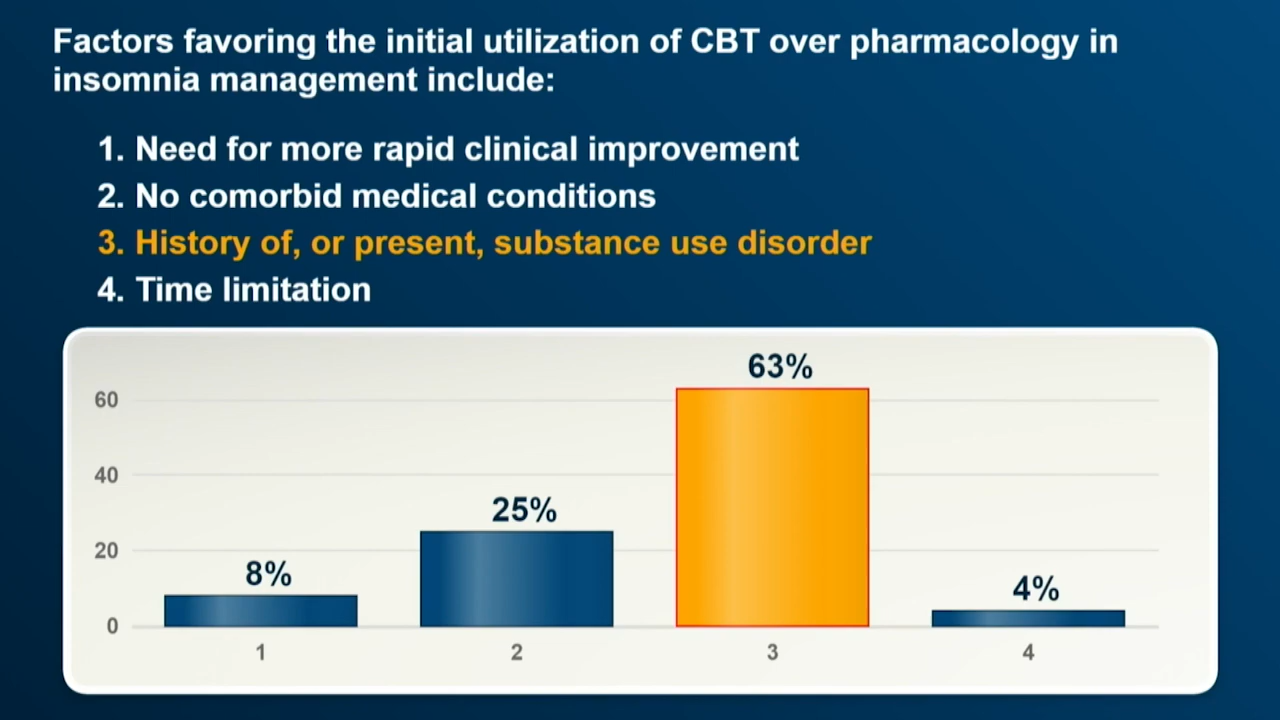 Factors favoring the initial utilization of CBT over pharmacology in
insomnia management include:
1. Need for more rapid clinical improvement
2. No comorbid medical conditions
3. History of, or present, substance use disorder
4. Time limitation
63%
60
40
25%
20
8%
4%
0
1 2 3 4